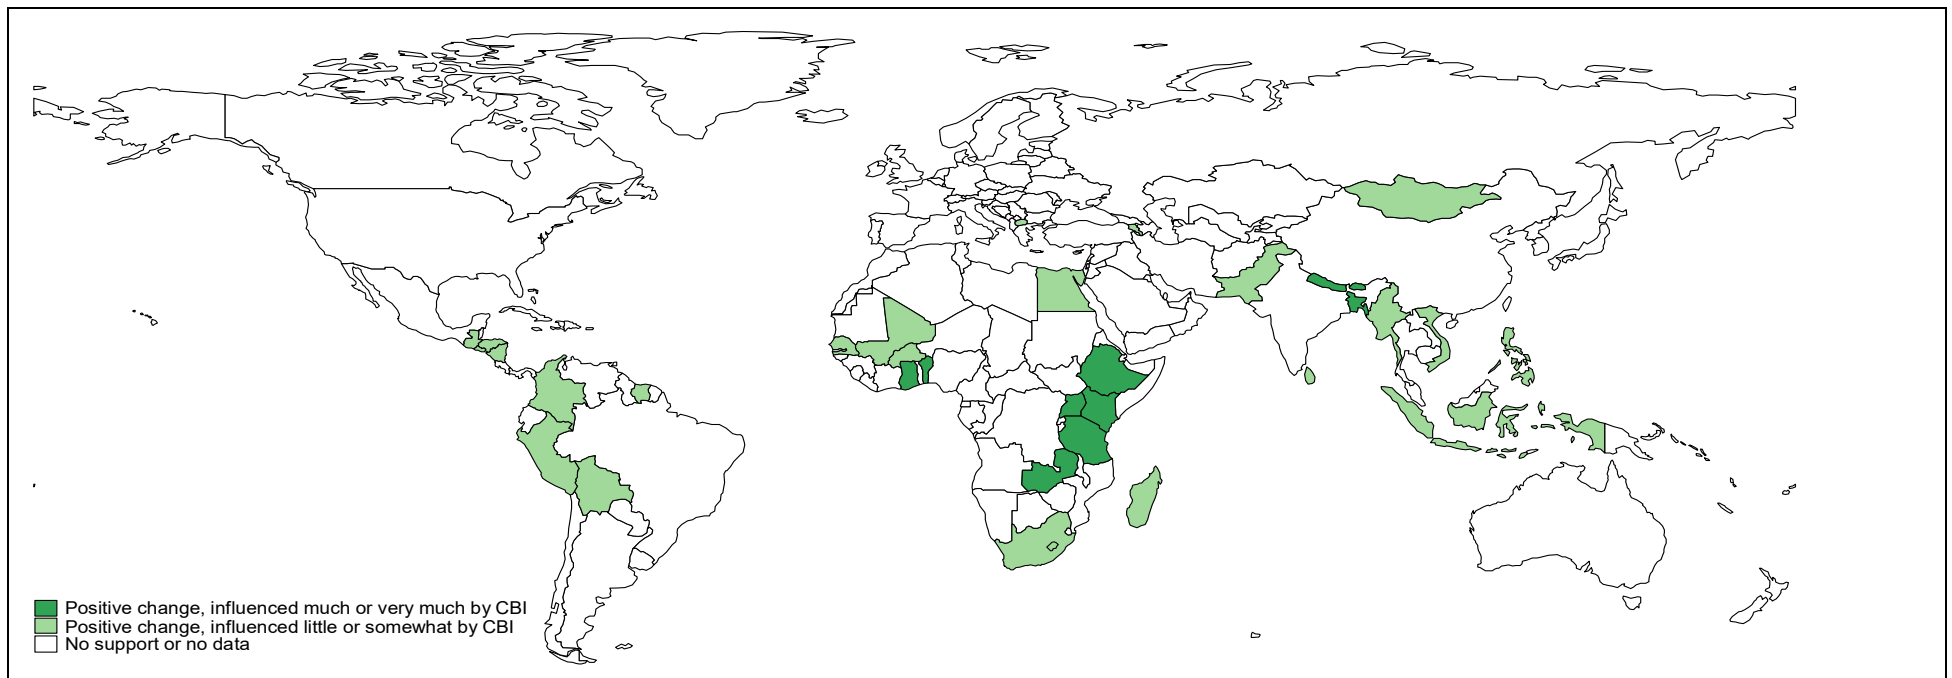 Positive change, influenced much or very much by CBI
Positive change, influenced little or somewhat by CBI
No support or no data